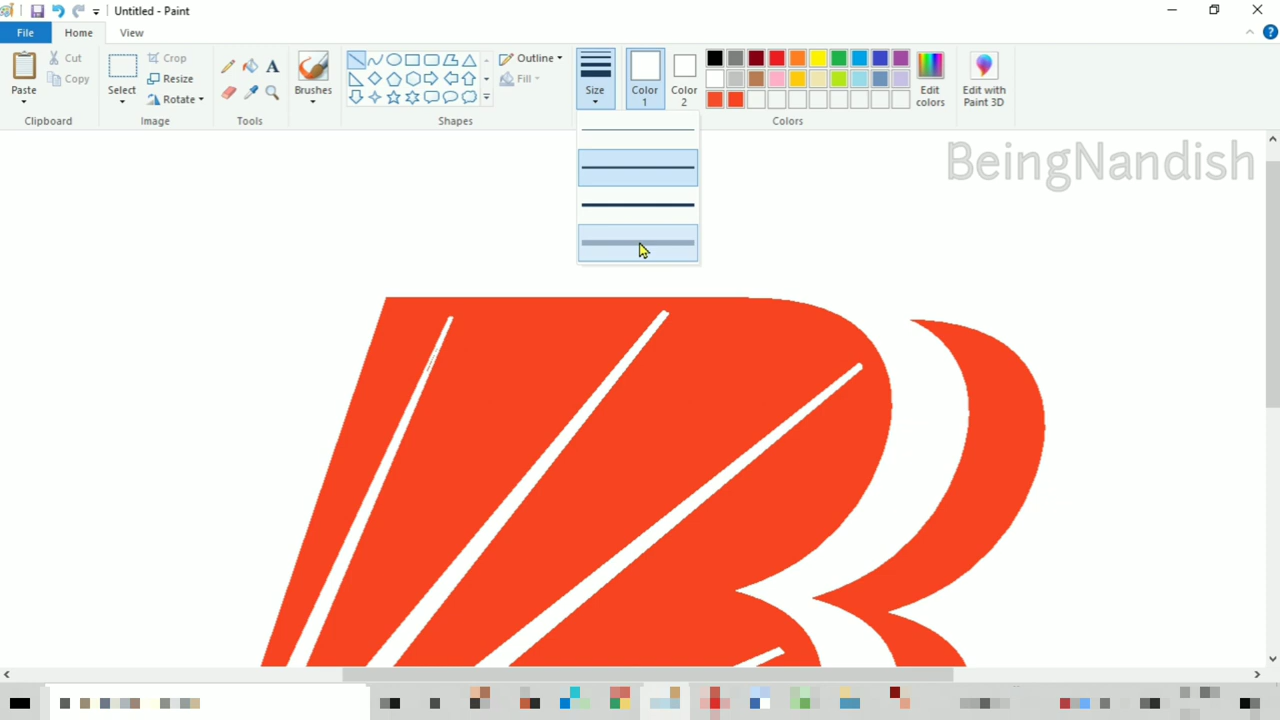 Untitled - Paint
File
Home
View
Paste
Cut
Copy
Clipboard
Select
Crop
Resize
Rotate
Image
A
Tools
Brushes
Outline
Fill
Shapes
Size
Color
1
Color
2
Edit
colors
Colors
Edit with
Paint 3D
?
BeingNandish